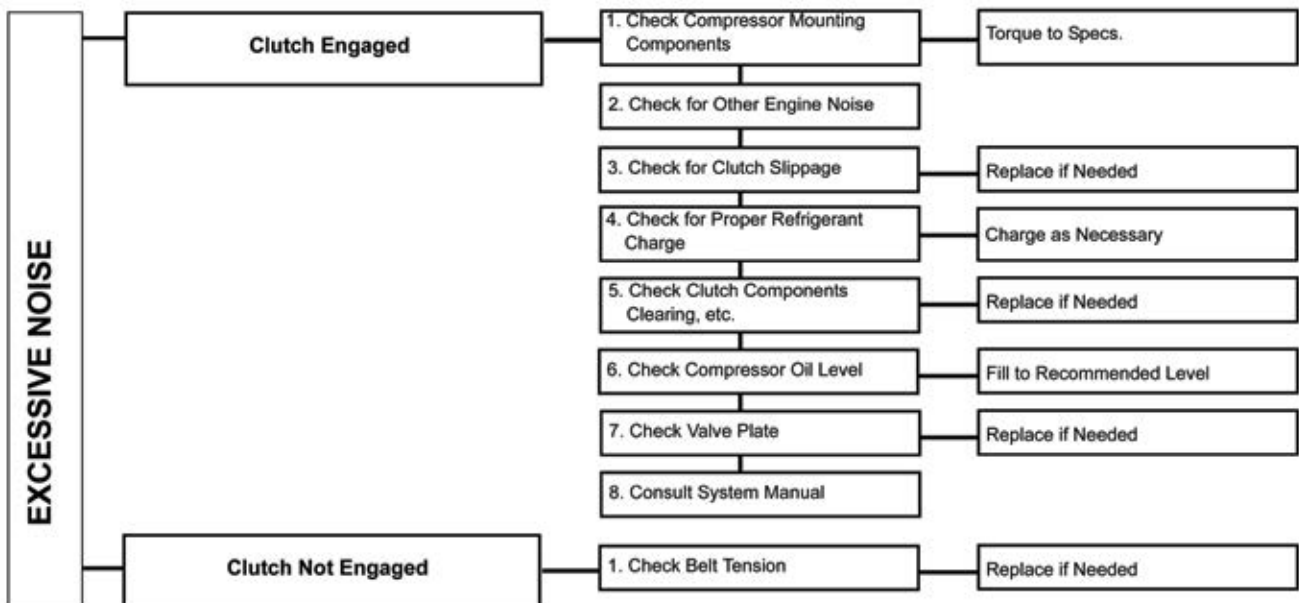 EXCESSIVE NOISE
Clutch Engaged
1. Check Compressor Mounting
Components
Torque to Specs.
2. Check for Other Engine Noise
3. Check for Clutch Slippage
Replace if Needed
4. Check for Proper Refrigerant
Charge
Charge as Necessary
5. Check Clutch Components
Clearing, etc.
Replace if Needed
6. Check Compressor Oil Level
Fill to Recommended Level
7. Check Valve Plate
Replace if Needed
8. Consult System Manual
Clutch Not Engaged
1. Check Belt Tension
Replace if Needed